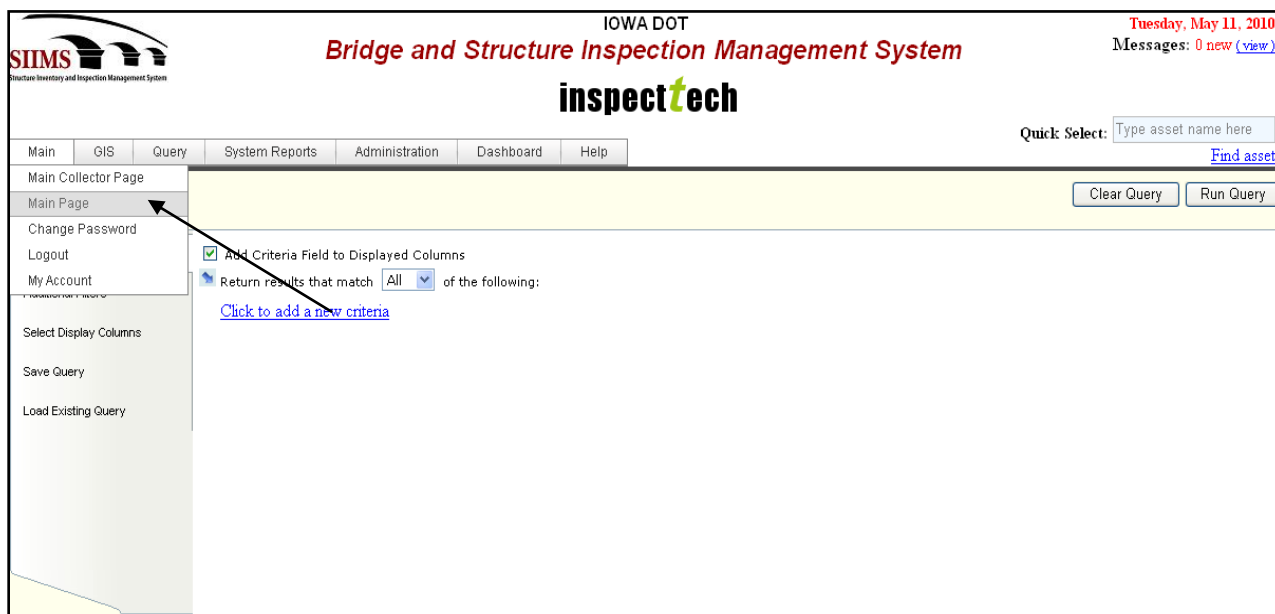 IOWA DOT
Bridge and Structure Inspection Management System
inspecttech
SIIMS
Structure Inventory and Inspection Management System
Tuesday, May 11, 2010
Messages: 0 new (view)
Quick Select: Type asset name here
Find asset
Main GIS Query System Reports Administration Dashboard Help
Main Collector Page
Main Page
Change Password
Logout
My Account
Clear Query Run Query
Add Criteria Field to Displayed Columns
Return results that match All of the following:
Click to add a new criteria
Additional Filters
Select Display Columns
Save Query
Load Existing Query